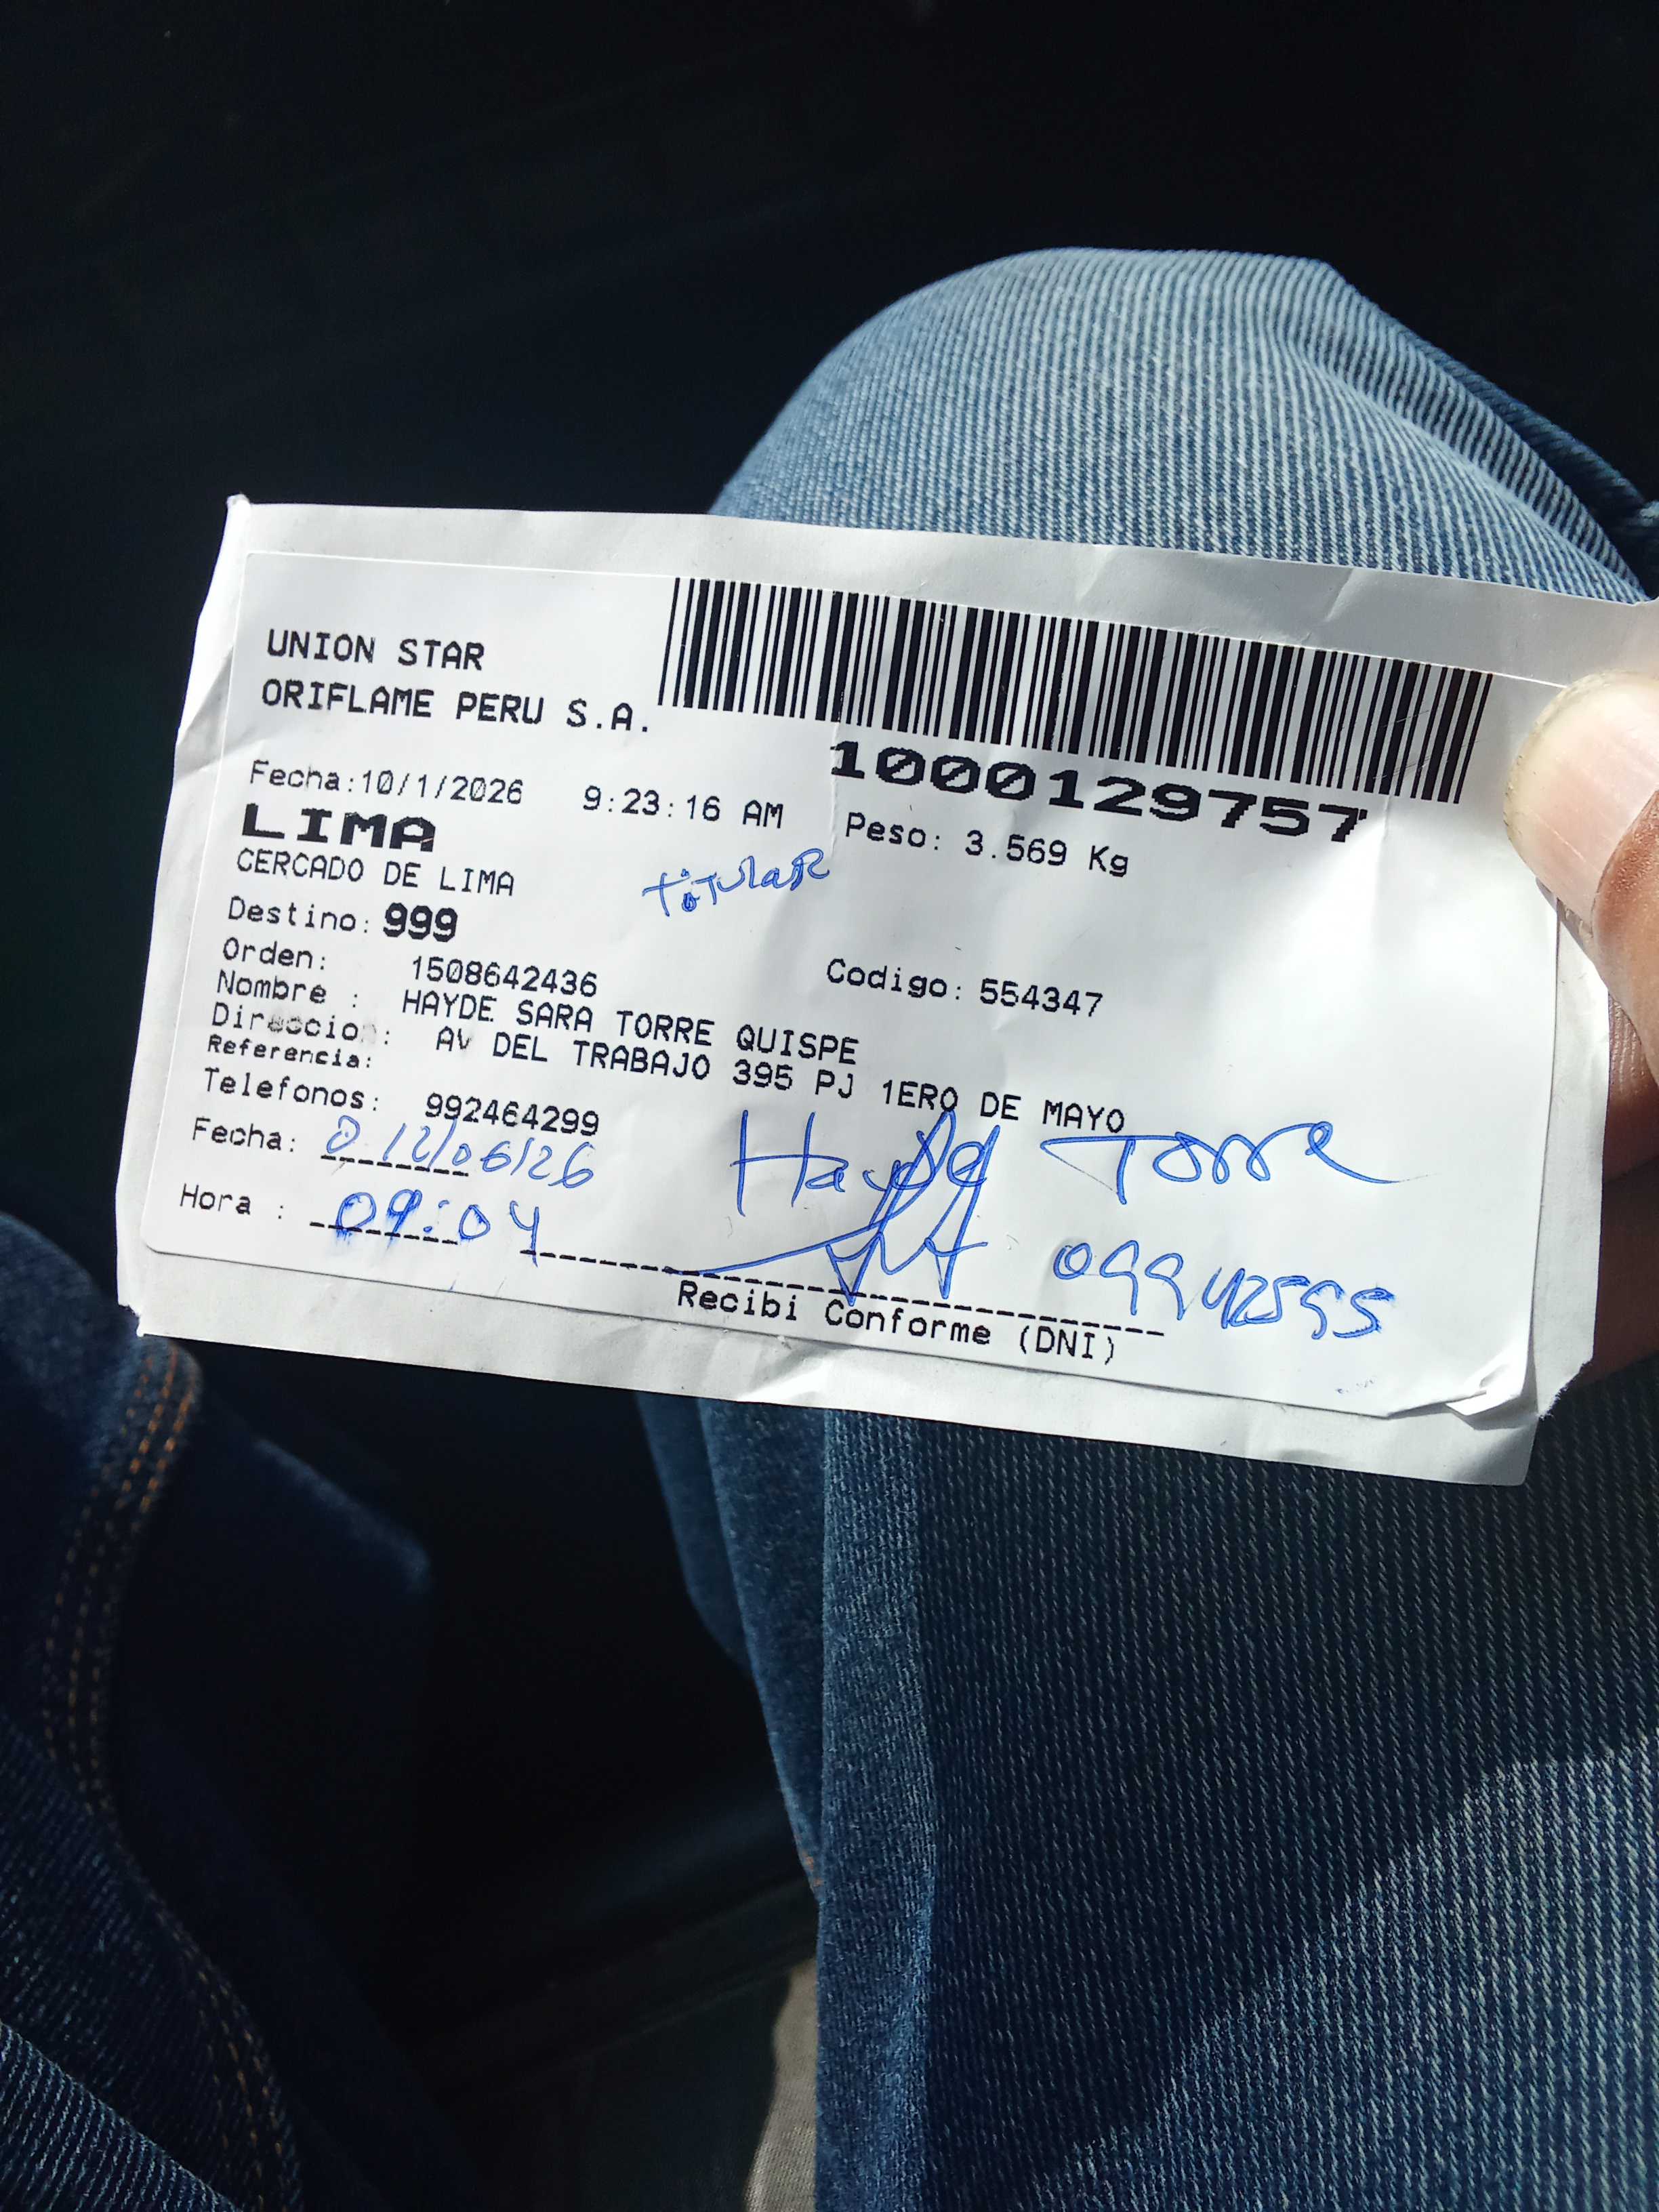 UNION STAR
ORIFLAME PERU S.A.
1000129757
Fecha:10/1/2026 9:23:16 AM Peso: 3.569 Kg
LIMA
CERCADO DE LIMA
TiTULaR
Destino: 999
Orden: 1508642436 Codigo: 554347
Nombre : HAYDE SARA TORRE QUISPE
Direccion: AV DEL TRABAJO 395 PJ 1ERO DE MAYO
Referencia:
Telefonos: 992464299
Fecha:
Hayde Torre
Hora : 09:04
Recibi Conforme (DNI)